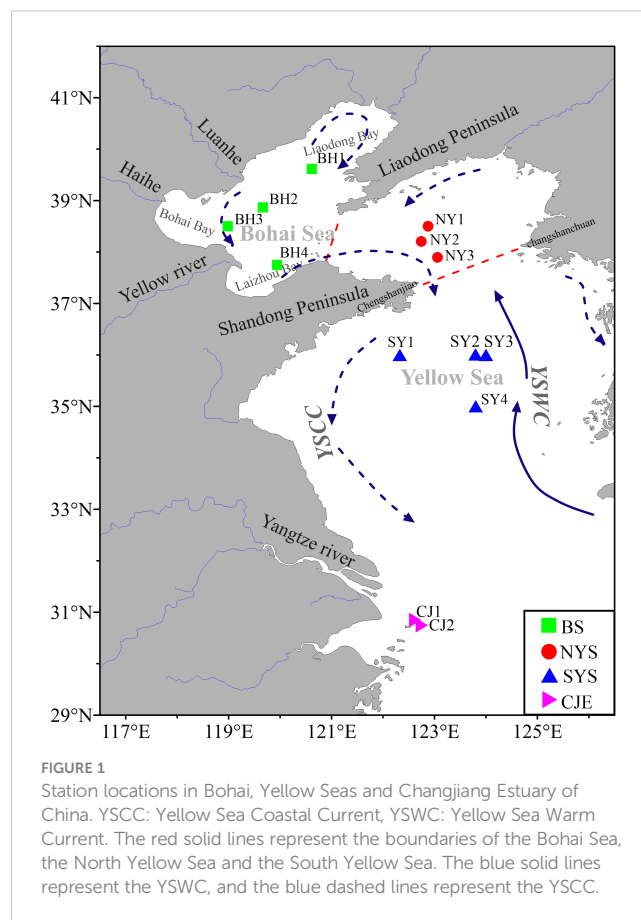 41°N
39°N
37°N
35°N
33°N
31°N
29°N
117°E
119°E
121°E
123°E
125°E
Luanhe
Haihe
Liaodong Bay
Liaodong Peninsula
BH1
BH2
BH3
Bohai Bay
Bohai Sea
NY1
NY2
NY3
changshanchuan
BH4
Laizhou Bay
Yellow river
Shandong Peninsula
Chengshanjiao
SY1
SY2
SY3
Yellow Sea
SY4
YSWC
YSCC
Yangtze river
CJ1
CJ2
BS
NYS
SYS
CJE
FIGURE 1
Station locations in Bohai, Yellow Seas and Changjiang Estuary of
China. YSCC: Yellow Sea Coastal Current, YSWC: Yellow Sea Warm
Current. The red solid lines represent the boundaries of the Bohai Sea,
the North Yellow Sea and the South Yellow Sea. The blue solid lines
represent the YSWC, and the blue dashed lines represent the YSCC.